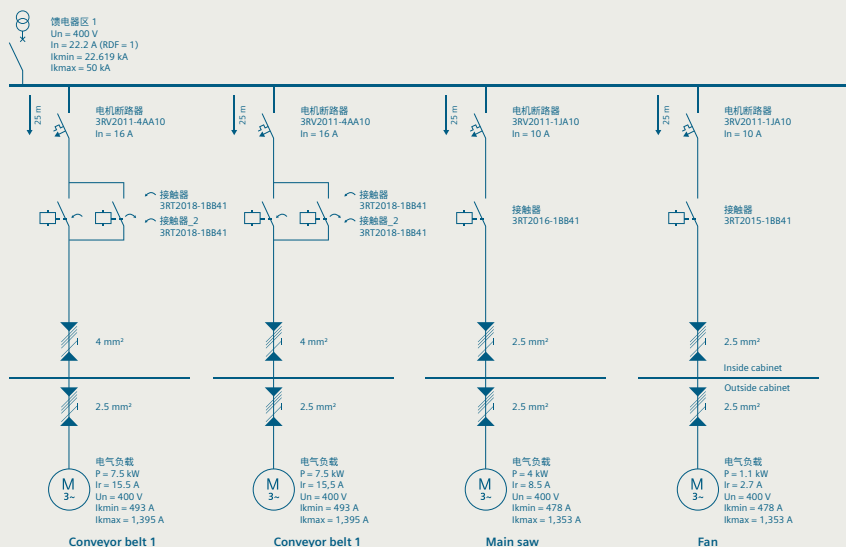 馈电器区 1
Un = 400 V
In = 22.2 A (RDF = 1)
Ikmin = 22.619 kA
Ikmax = 50 kA
25 m
电机断路器
3RV2011-4AA10
In = 16 A
接触器
3RT2018-1BB41
接触器_2
3RT2018-1BB41
4 mm²
2.5 mm²
M
3~
电气负载
P = 7.5 kW
Ir = 15.5 A
Un = 400 V
Ikmin = 493 A
Ikmax = 1,395 A
Conveyor belt 1
25 m
电机断路器
3RV2011-4AA10
In = 16 A
接触器
3RT2018-1BB41
接触器_2
3RT2018-1BB41
4 mm²
2.5 mm²
M
3~
电气负载
P = 7.5 kW
Ir = 15,5 A
Un = 400 V
Ikmin = 493 A
Ikmax = 1,395 A
Conveyor belt 1
25 m
电机断路器
3RV2011-1JA10
In = 10 A
接触器
3RT2016-1BB41
2.5 mm²
2.5 mm²
M
3~
电气负载
P = 4 kW
Ir = 8.5 A
Un = 400 V
Ikmin = 478 A
Ikmax = 1,353 A
Main saw
25 m
电机断路器
3RV2011-1JA10
In = 10 A
接触器
3RT2015-1BB41
2.5 mm²
Inside cabinet
Outside cabinet
2.5 mm²
M
3~
电气负载
P = 1.1 kW
Ir = 2.7 A
Un = 400 V
Ikmin = 478 A
Ikmax = 1,353 A
Fan